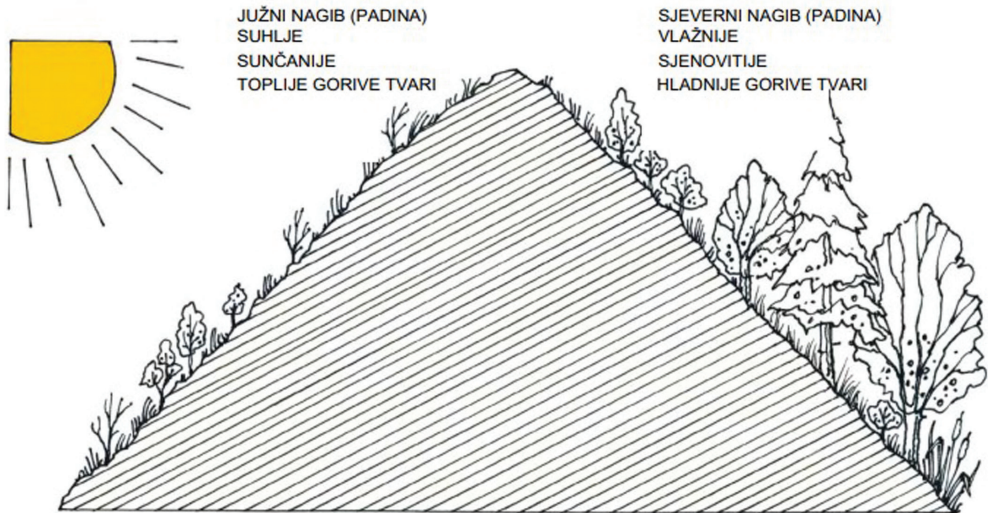 JUŽNI NAGIB (PADINA)
SUHLJE
SUNČANIJE
TOPLIJE GORIVE TVARI
SJEVERNI NAGIB (PADINA)
VLAŽNIJE
SJENOVITIJE
HLADNIJE GORIVE TVARI